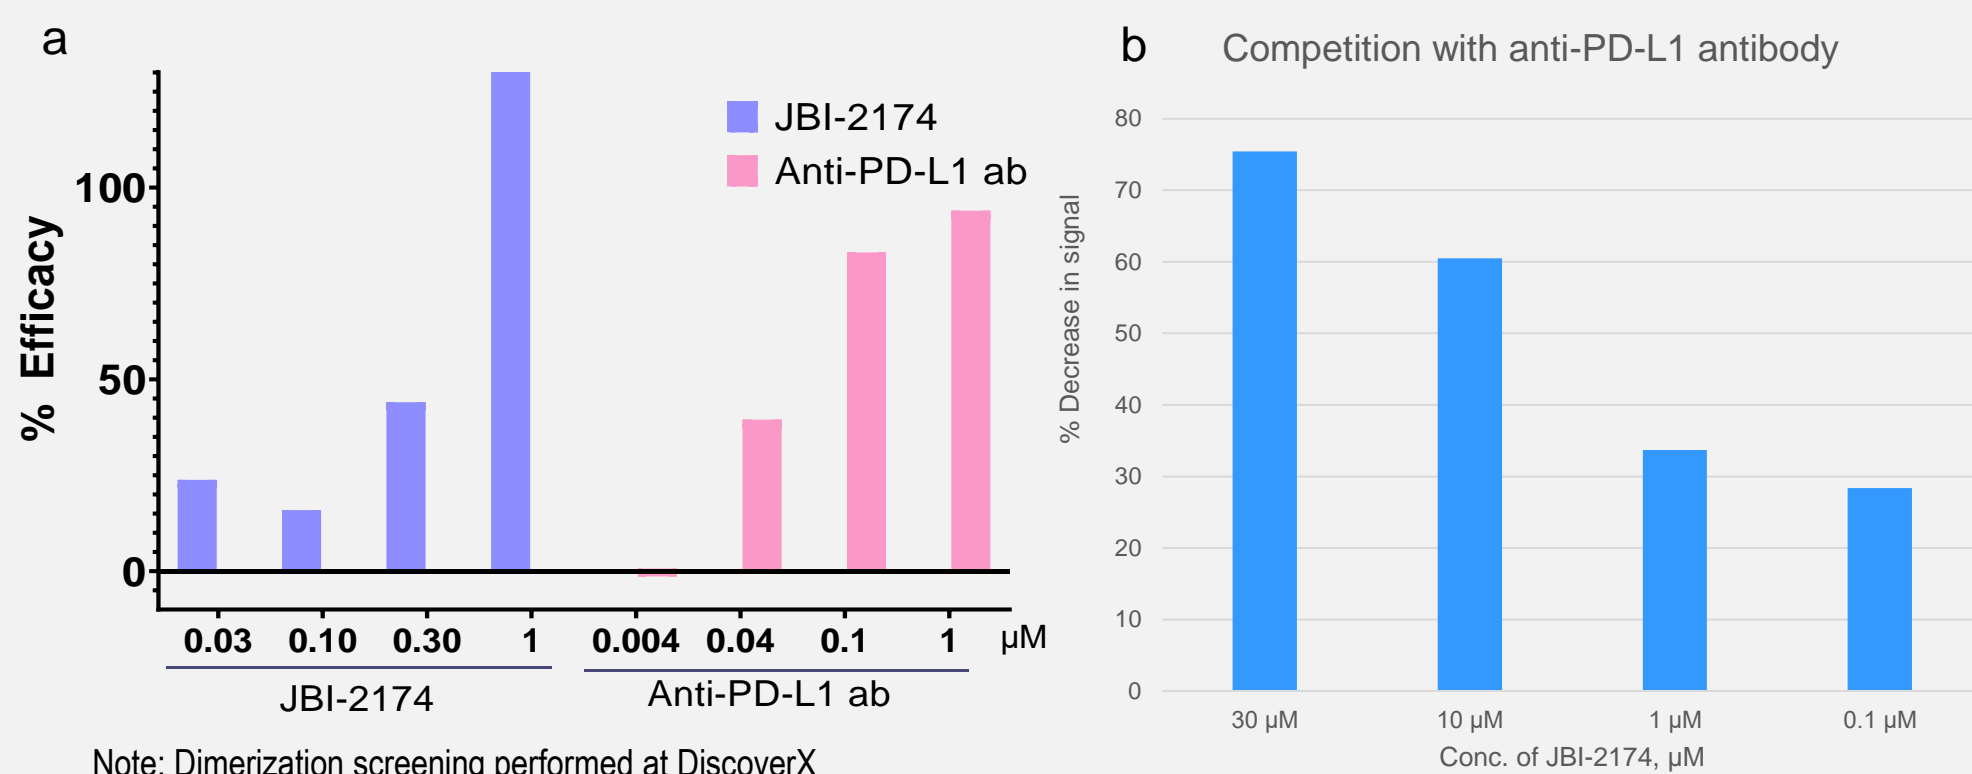 a
% Efficacy
100
50
0
JBI-2174
Anti-PD-L1 ab
0.03 0.10 0.30 1 0.004 0.04 0.1 1 µM
JBI-2174 Anti-PD-L1 ab
Note: Dimerization screening performed at DiscoverX
b Competition with anti-PD-L1 antibody
% Decrease in signal
80
70
60
50
40
30
20
10
0
30 µM 10 µM 1 µM 0.1 µM
Conc. of JBI-2174, µM